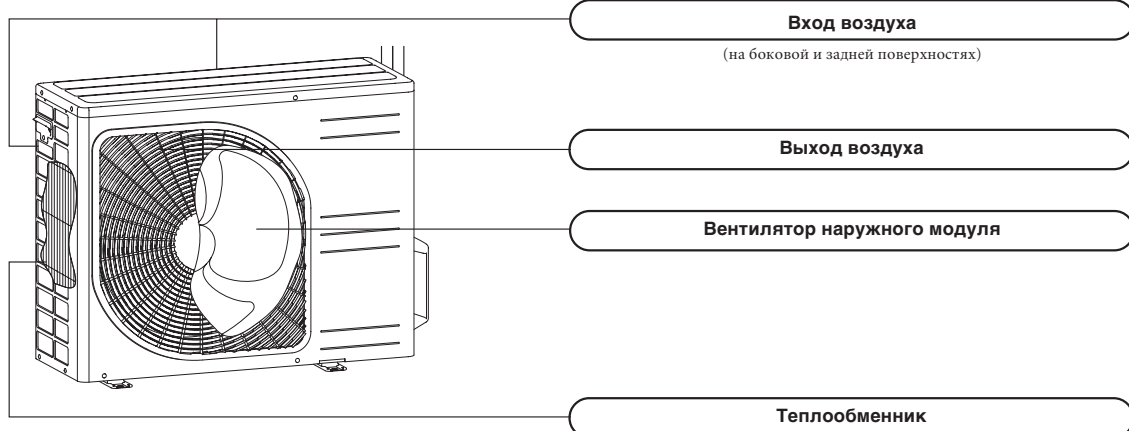 Вход воздуха
(на боковой и задней поверхностях)
Выход воздуха
Вентилятор наружного модуля
Теплообменник